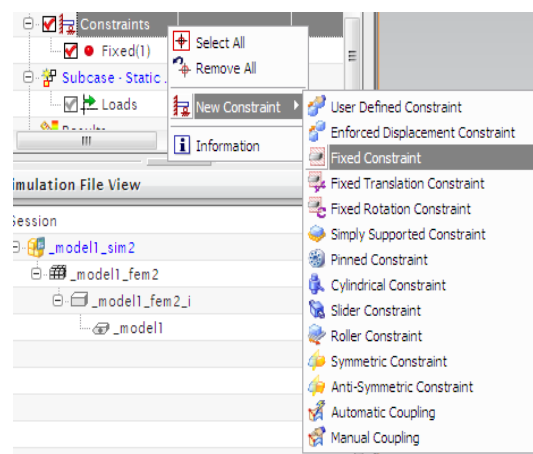 Constraints
Fixed(1)
Subcase - Static .
Loads
Select All
Remove All
New Constraint
Information
User Defined Constraint
Enforced Displacement Constraint
Fixed Constraint
Fixed Translation Constraint
Fixed Rotation Constraint
Simply Supported Constraint
Pinned Constraint
Cylindrical Constraint
Slider Constraint
Roller Constraint
Symmetric Constraint
Anti-Symmetric Constraint
Automatic Coupling
Manual Coupling
imulation File View
Session
_model1_sim2
_model1_fem2
_model1_fem2_i
_model1